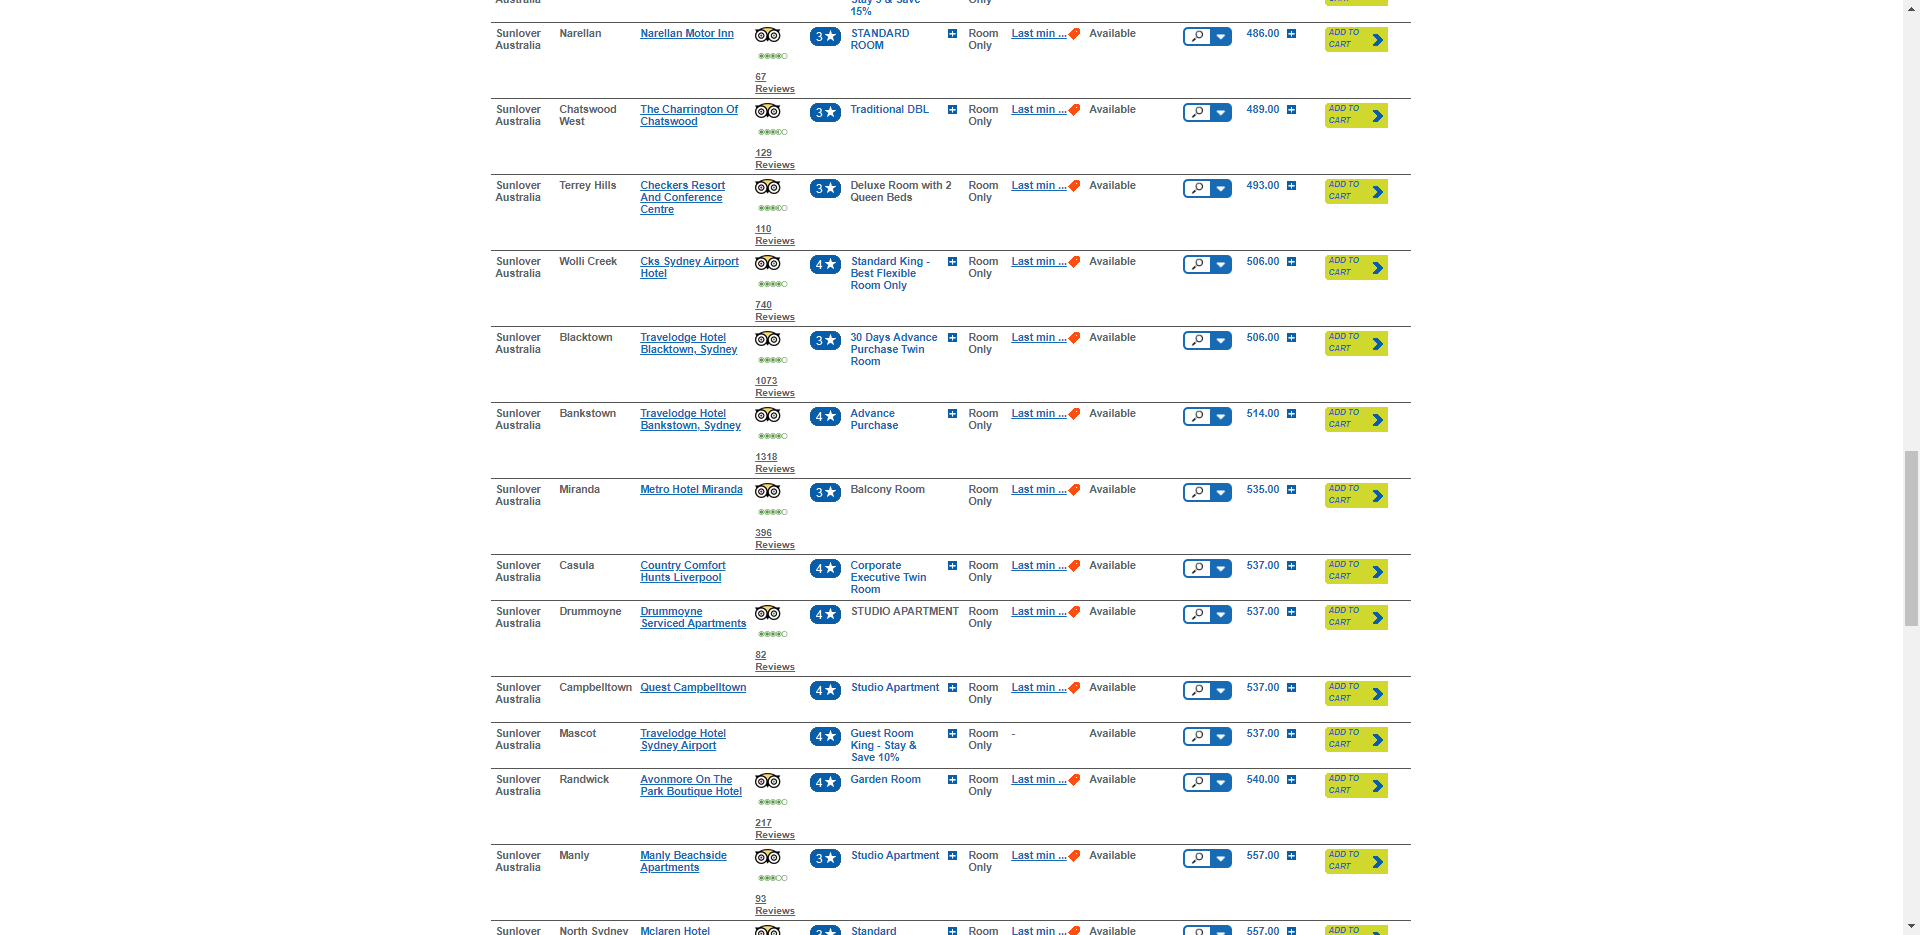 Australia Stay 3 & Save Only
15%
Sunlover Narellan Narellan Motor Inn 3 STANDARD Room Last min ... Available 486.00 ADD TO
Australia ROOM Only CART
67
Reviews
Sunlover Chatswood The Charrington Of 3 Traditional DBL Room Last min ... Available 489.00 ADD TO
Australia West Chatswood Only CART
129
Reviews
Sunlover Terrey Hills Checkers Resort 3 Deluxe Room with 2 Room Last min ... Available 493.00 ADD TO
Australia And Conference Queen Beds Only CART
Centre
110
Reviews
Sunlover Wolli Creek Cks Sydney Airport 4 Standard King - Room Last min ... Available 506.00 ADD TO
Australia Hotel Best Flexible Only CART
Room Only
740
Reviews
Sunlover Blacktown Travelodge Hotel 3 30 Days Advance Room Last min ... Available 506.00 ADD TO
Australia Blacktown, Sydney Purchase Twin Only CART
Room
1073
Reviews
Sunlover Bankstown Travelodge Hotel 4 Advance Room Last min ... Available 514.00 ADD TO
Australia Bankstown, Sydney Purchase Only CART
1318
Reviews
Sunlover Miranda Metro Hotel Miranda 3 Balcony Room Room Last min ... Available 535.00 ADD TO
Australia Only CART
396
Reviews
Sunlover Casula Country Comfort 4 Corporate Room Last min ... Available 537.00 ADD TO
Australia Hunts Liverpool Executive Twin Only CART
Room
Sunlover Drummoyne Drummoyne 4 STUDIO APARTMENT Room Last min ... Available 537.00 ADD TO
Australia Serviced Apartments Only CART
82
Reviews
Sunlover Campbelltown Quest Campbelltown 4 Studio Apartment Room Last min ... Available 537.00 ADD TO
Australia Only CART
Sunlover Mascot Travelodge Hotel 4 Guest Room Room - Available 537.00 ADD TO
Australia Sydney Airport King - Stay & Only CART
Save 10%
Sunlover Randwick Avonmore On The 4 Garden Room Room Last min ... Available 540.00 ADD TO
Australia Park Boutique Hotel Only CART
217
Reviews
Sunlover Manly Manly Beachside 3 Studio Apartment Room Last min ... Available 557.00 ADD TO
Australia Apartments Only CART
93
Reviews
Sunlover North Sydney Mclaren Hotel 3 Standard Room Last min ... Available 557.00 ADD TO